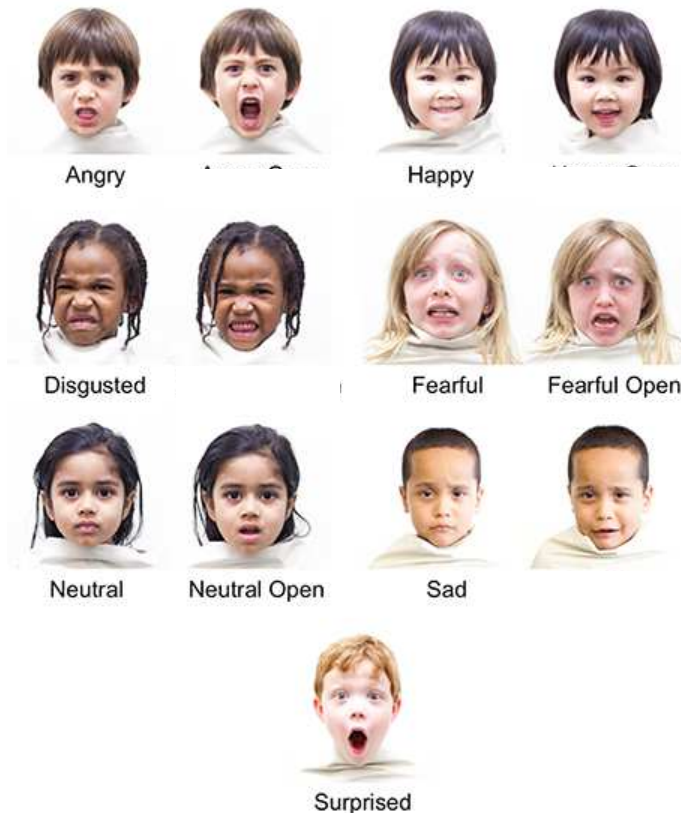 Angry
Happy
Disgusted
Fearful
Fearful Open
Neutral
Neutral Open
Sad
Surprised